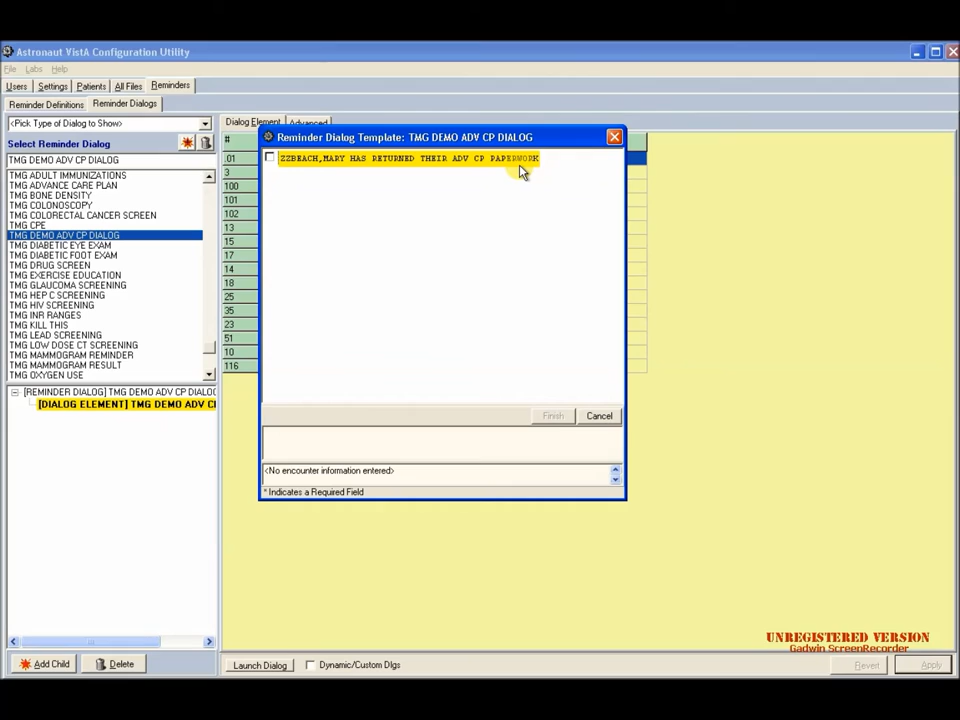 Astronaut VistA Configuration Utility
File Labs Help
Users Settings Patients All Files Reminders
Reminder Definitions Reminder Dialogs
<Pick Type of Dialog to Show>
Select Reminder Dialog
TMG DEMO ADV CP DIALOG
TMG ADULT IMMUNIZATIONS
TMG ADVANCE CARE PLAN
TMG BONE DENSITY
TMG COLONOSCOPY
TMG COLORECTAL CANCER SCREEN
TMG CPE
TMG DEMO ADV CP DIALOG
TMG DIABETIC EYE EXAM
TMG DIABETIC FOOT EXAM
TMG DRUG SCREEN
TMG EXERCISE EDUCATION
TMG GLAUCOMA SCREENING
TMG HEP C SCREENING
TMG HIV SCREENING
TMG INR RANGES
TMG KILL THIS
TMG LEAD SCREENING
TMG LOW DOSE CT SCREENING
TMG MAMMOGRAM REMINDER
TMG MAMMOGRAM RESULT
TMG OXYGEN USE
[REMINDER DIALOG] TMG DEMO ADV CP DIALOG
[DIALOG ELEMENT] TMG DEMO ADV
Add Child Delete
Dialog Element Advanced
#
.01
3
100
101
102
13
15
17
14
18
25
35
23
51
10
116
Reminder Dialog Template: TMG DEMO ADV CP DIALOG
ZZBEACH,MARY HAS RETURNED THEIR ADV CP PAPERWORK
Finish Cancel
<No encounter information entered>
* Indicates a Required Field
Launch Dialog Dynamic/Custom Dlgs
Revert Apply
UNREGISTERED VERSION
Gadwin ScreenRecorder